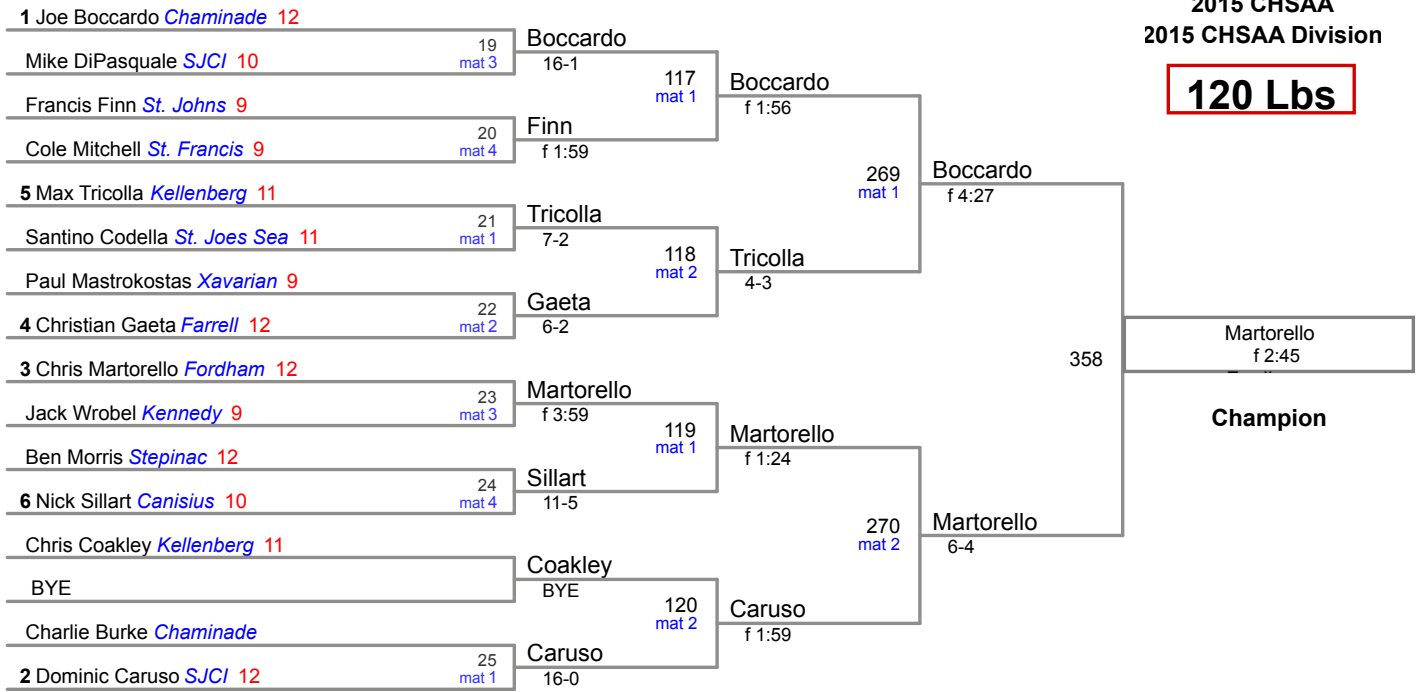 2015 CHSAA
2015 CHSAA Division
120 Lbs
1 Joe Boccardo Chaminade 12
Mike DiPasquale SJCI 10
Francis Finn St. Johns 9
Cole Mitchell St. Francis 9
5 Max Tricolla Kellenberg 11
Santino Codella St. Joes Sea 11
Paul Mastrokostas Xavarian 9
4 Christian Gaeta Farrell 12
3 Chris Martorello Fordham 12
Jack Wrobel Kennedy 9
Ben Morris Stepinac 12
6 Nick Sillart Canisius 10
Chris Coakley Kellenberg 11
BYE
Charlie Burke Chaminade
2 Dominic Caruso SJCI 12
19
mat 3
20
mat 4
21
mat 1
22
mat 2
23
mat 3
24
mat 4
25
mat 1
Boccardo
16-1
Finn
f 1:59
Tricolla
7-2
Gaeta
6-2
Martorello
f 3:59
Sillart
11-5
Coakley
BYE
Caruso
16-0
117
mat 1
118
mat 2
119
mat 1
120
mat 2
Boccardo
f 1:56
Tricolla
4-3
Martorello
f 1:24
Caruso
f 1:59
269
mat 1
270
mat 2
Boccardo
f 4:27
Martorello
6-4
358
Martorello
f 2:45
Champion